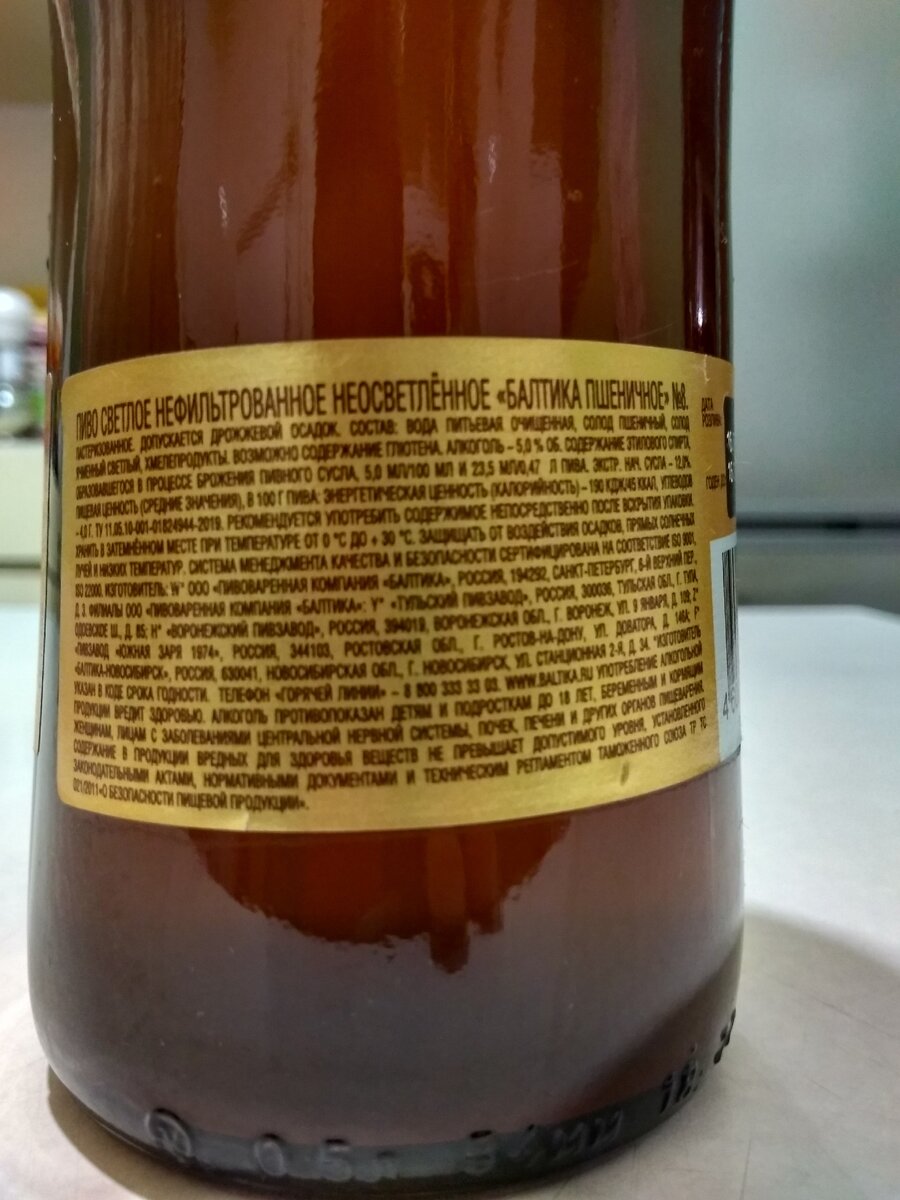 ПИВО СВЕТЛОЕ НЕФИЛЬТРОВАННОЕ НЕОСВЕТЛЁННОЕ «БАЛТИКА ПШЕНИЧНОЕ» №8.
ПАСТЕРИЗОВАННОЕ. ДОПУСКАЕТСЯ ДРОЖЖЕВОЙ ОСАДОК. СОСТАВ: ВОДА ПИТЬЕВАЯ ОЧИЩЕННАЯ, СОЛОД ПШЕНИЧНЫЙ, СОЛОД
ЯЧМЕННЫЙ СВЕТЛЫЙ, ХМЕЛЕПРОДУКТЫ. ВОЗМОЖНО СОДЕРЖАНИЕ ГЛЮТЕНА. АЛКОГОЛЬ – 5,0 % ОБ. СОДЕРЖАНИЕ ЭТИЛОВОГО СПИРТА,
ОБРАЗОВАВШЕГОСЯ В ПРОЦЕССЕ БРОЖЕНИЯ ПИВНОГО СУСЛА, 5,0 МЛ/100 МЛ И 23,5 МЛ/0,47 Л ПИВА. ЭКСТР. НАЧ. СУСЛА – 12,0%.
ПИЩЕВАЯ ЦЕННОСТЬ (СРЕДНИЕ ЗНАЧЕНИЯ), В 100 Г ПИВА: ЭНЕРГЕТИЧЕСКАЯ ЦЕННОСТЬ (КАЛОРИЙНОСТЬ) – 190 КДЖ/45 ККАЛ, УГЛЕВОДОВ
– 4,0 Г. ТУ 11.05.10-001-01824944-2019. РЕКОМЕНДУЕТСЯ УПОТРЕБИТЬ СОДЕРЖИМОЕ НЕПОСРЕДСТВЕННО ПОСЛЕ ВСКРЫТИЯ УПАКОВКИ.
ХРАНИТЬ В ЗАТЕМНЁННОМ МЕСТЕ ПРИ ТЕМПЕРАТУРЕ ОТ 0 °С ДО + 30 °С. ЗАЩИЩАТЬ ОТ ВОЗДЕЙСТВИЯ ОСАДКОВ, ПРЯМЫХ СОЛНЕЧНЫХ
ЛУЧЕЙ И НИЗКИХ ТЕМПЕРАТУР. СИСТЕМА МЕНЕДЖМЕНТА КАЧЕСТВА И БЕЗОПАСНОСТИ СЕРТИФИЦИРОВАНА НА СООТВЕТСТВИЕ ISO 9001,
ISO 22000. ИЗГОТОВИТЕЛЬ: W* ООО «ПИВОВАРЕННАЯ КОМПАНИЯ «БАЛТИКА», РОССИЯ, 194292, САНКТ-ПЕТЕРБУРГ, 6-Й ВЕРХНИЙ ПЕР.,
Д. 3. ФИЛИАЛЫ ООО «ПИВОВАРЕННАЯ КОМПАНИЯ «БАЛТИКА»: Y* «ТУЛЬСКИЙ ПИВЗАВОД», РОССИЯ, 300036, ТУЛЬСКАЯ ОБЛ., Г. ТУЛА,
ОДОЕВСКОЕ Ш., Д. 85; H* «ВОРОНЕЖСКИЙ ПИВЗАВОД», РОССИЯ, 394019, ВОРОНЕЖСКАЯ ОБЛ., Г. ВОРОНЕЖ, УЛ. 9 ЯНВАРЯ, Д. 109; Z*
«ПИВЗАВОД «ЮЖНАЯ ЗАРЯ 1974», РОССИЯ, 344103, РОСТОВСКАЯ ОБЛ., Г. РОСТОВ-НА-ДОНУ, УЛ. ДОВАТОРА, Д. 146А; F*
«БАЛТИКА-НОВОСИБИРСК», РОССИЯ, 630041, НОВОСИБИРСКАЯ ОБЛ., Г. НОВОСИБИРСК, УЛ. СТАНЦИОННАЯ 2-Я, Д. 34. *ИЗГОТОВИТЕЛЬ
УКАЗАН В КОДЕ СРОКА ГОДНОСТИ. ТЕЛЕФОН «ГОРЯЧЕЙ ЛИНИИ» – 8 800 333 33 03. WWW.BALTIKA.RU УПОТРЕБЛЕНИЕ АЛКОГОЛЬНОЙ
ПРОДУКЦИИ ВРЕДИТ ЗДОРОВЬЮ. АЛКОГОЛЬ ПРОТИВОПОКАЗАН ДЕТЯМ И ПОДРОСТКАМ ДО 18 ЛЕТ, БЕРЕМЕННЫМ И КОРМЯЩИМ
ЖЕНЩИНАМ, ЛИЦАМ С ЗАБОЛЕВАНИЯМИ ЦЕНТРАЛЬНОЙ НЕРВНОЙ СИСТЕМЫ, ПОЧЕК, ПЕЧЕНИ И ДРУГИХ ОРГАНОВ ПИЩЕВАРЕНИЯ.
СОДЕРЖАНИЕ В ПРОДУКЦИИ ВРЕДНЫХ ДЛЯ ЗДОРОВЬЯ ВЕЩЕСТВ НЕ ПРЕВЫШАЕТ ДОПУСТИМОГО УРОВНЯ, УСТАНОВЛЕННОГО
ЗАКОНОДАТЕЛЬНЫМИ АКТАМИ, НОРМАТИВНЫМИ ДОКУМЕНТАМИ И ТЕХНИЧЕСКИМ РЕГЛАМЕНТОМ ТАМОЖЕННОГО СОЮЗА ТР ТС
021/2011«О БЕЗОПАСНОСТИ ПИЩЕВОЙ ПРОДУКЦИИ».
ДАТА
РОЗЛИВА
ГОДЕН ДО
0.5л